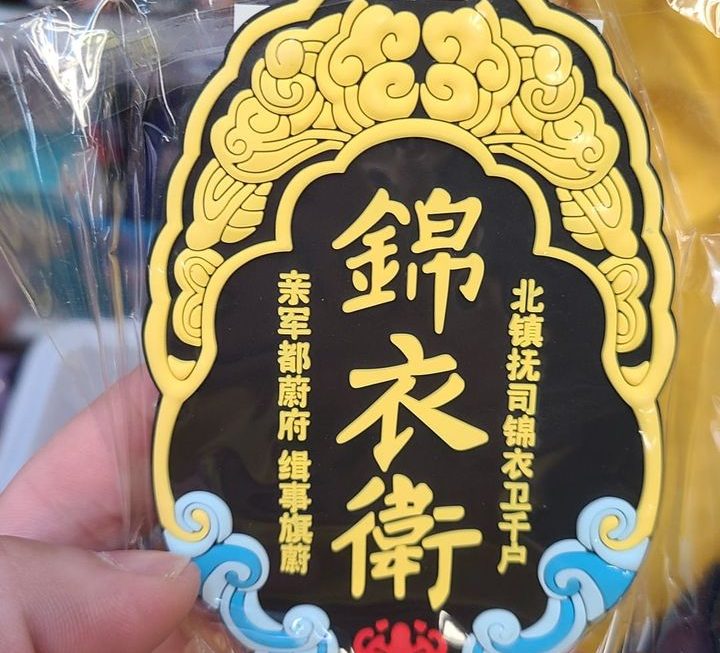 北镇抚司锦衣卫千户
錦衣衛
亲军都蔚府 缉事旗蔚